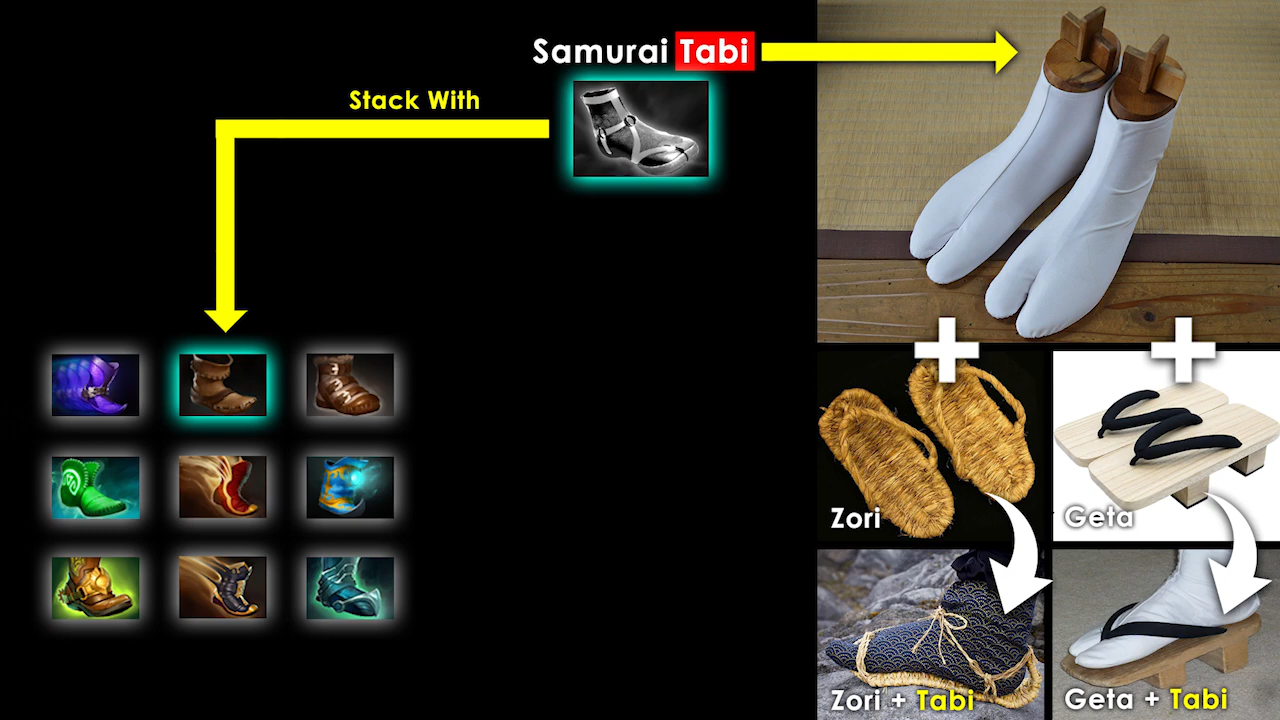 Samurai Tabi
Stack With
Zori
Geta
Zori + Tabi
Geta + Tabi